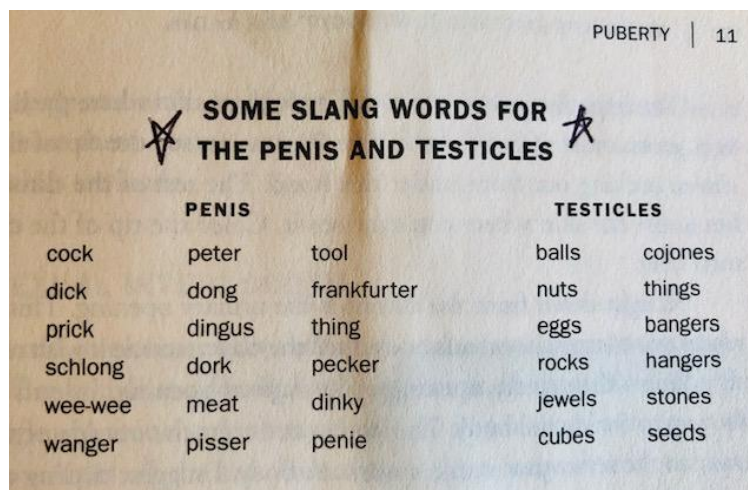 PUBERTY | 11
SOME SLANG WORDS FOR
THE PENIS AND TESTICLES
PENIS TESTICLES
cock peter tool balls cojones
dick dong frankfurter nuts things
prick dingus thing eggs bangers
schlong dork pecker rocks hangers
wee-wee meat dinky jewels stones
wanger pisser penie cubes seeds